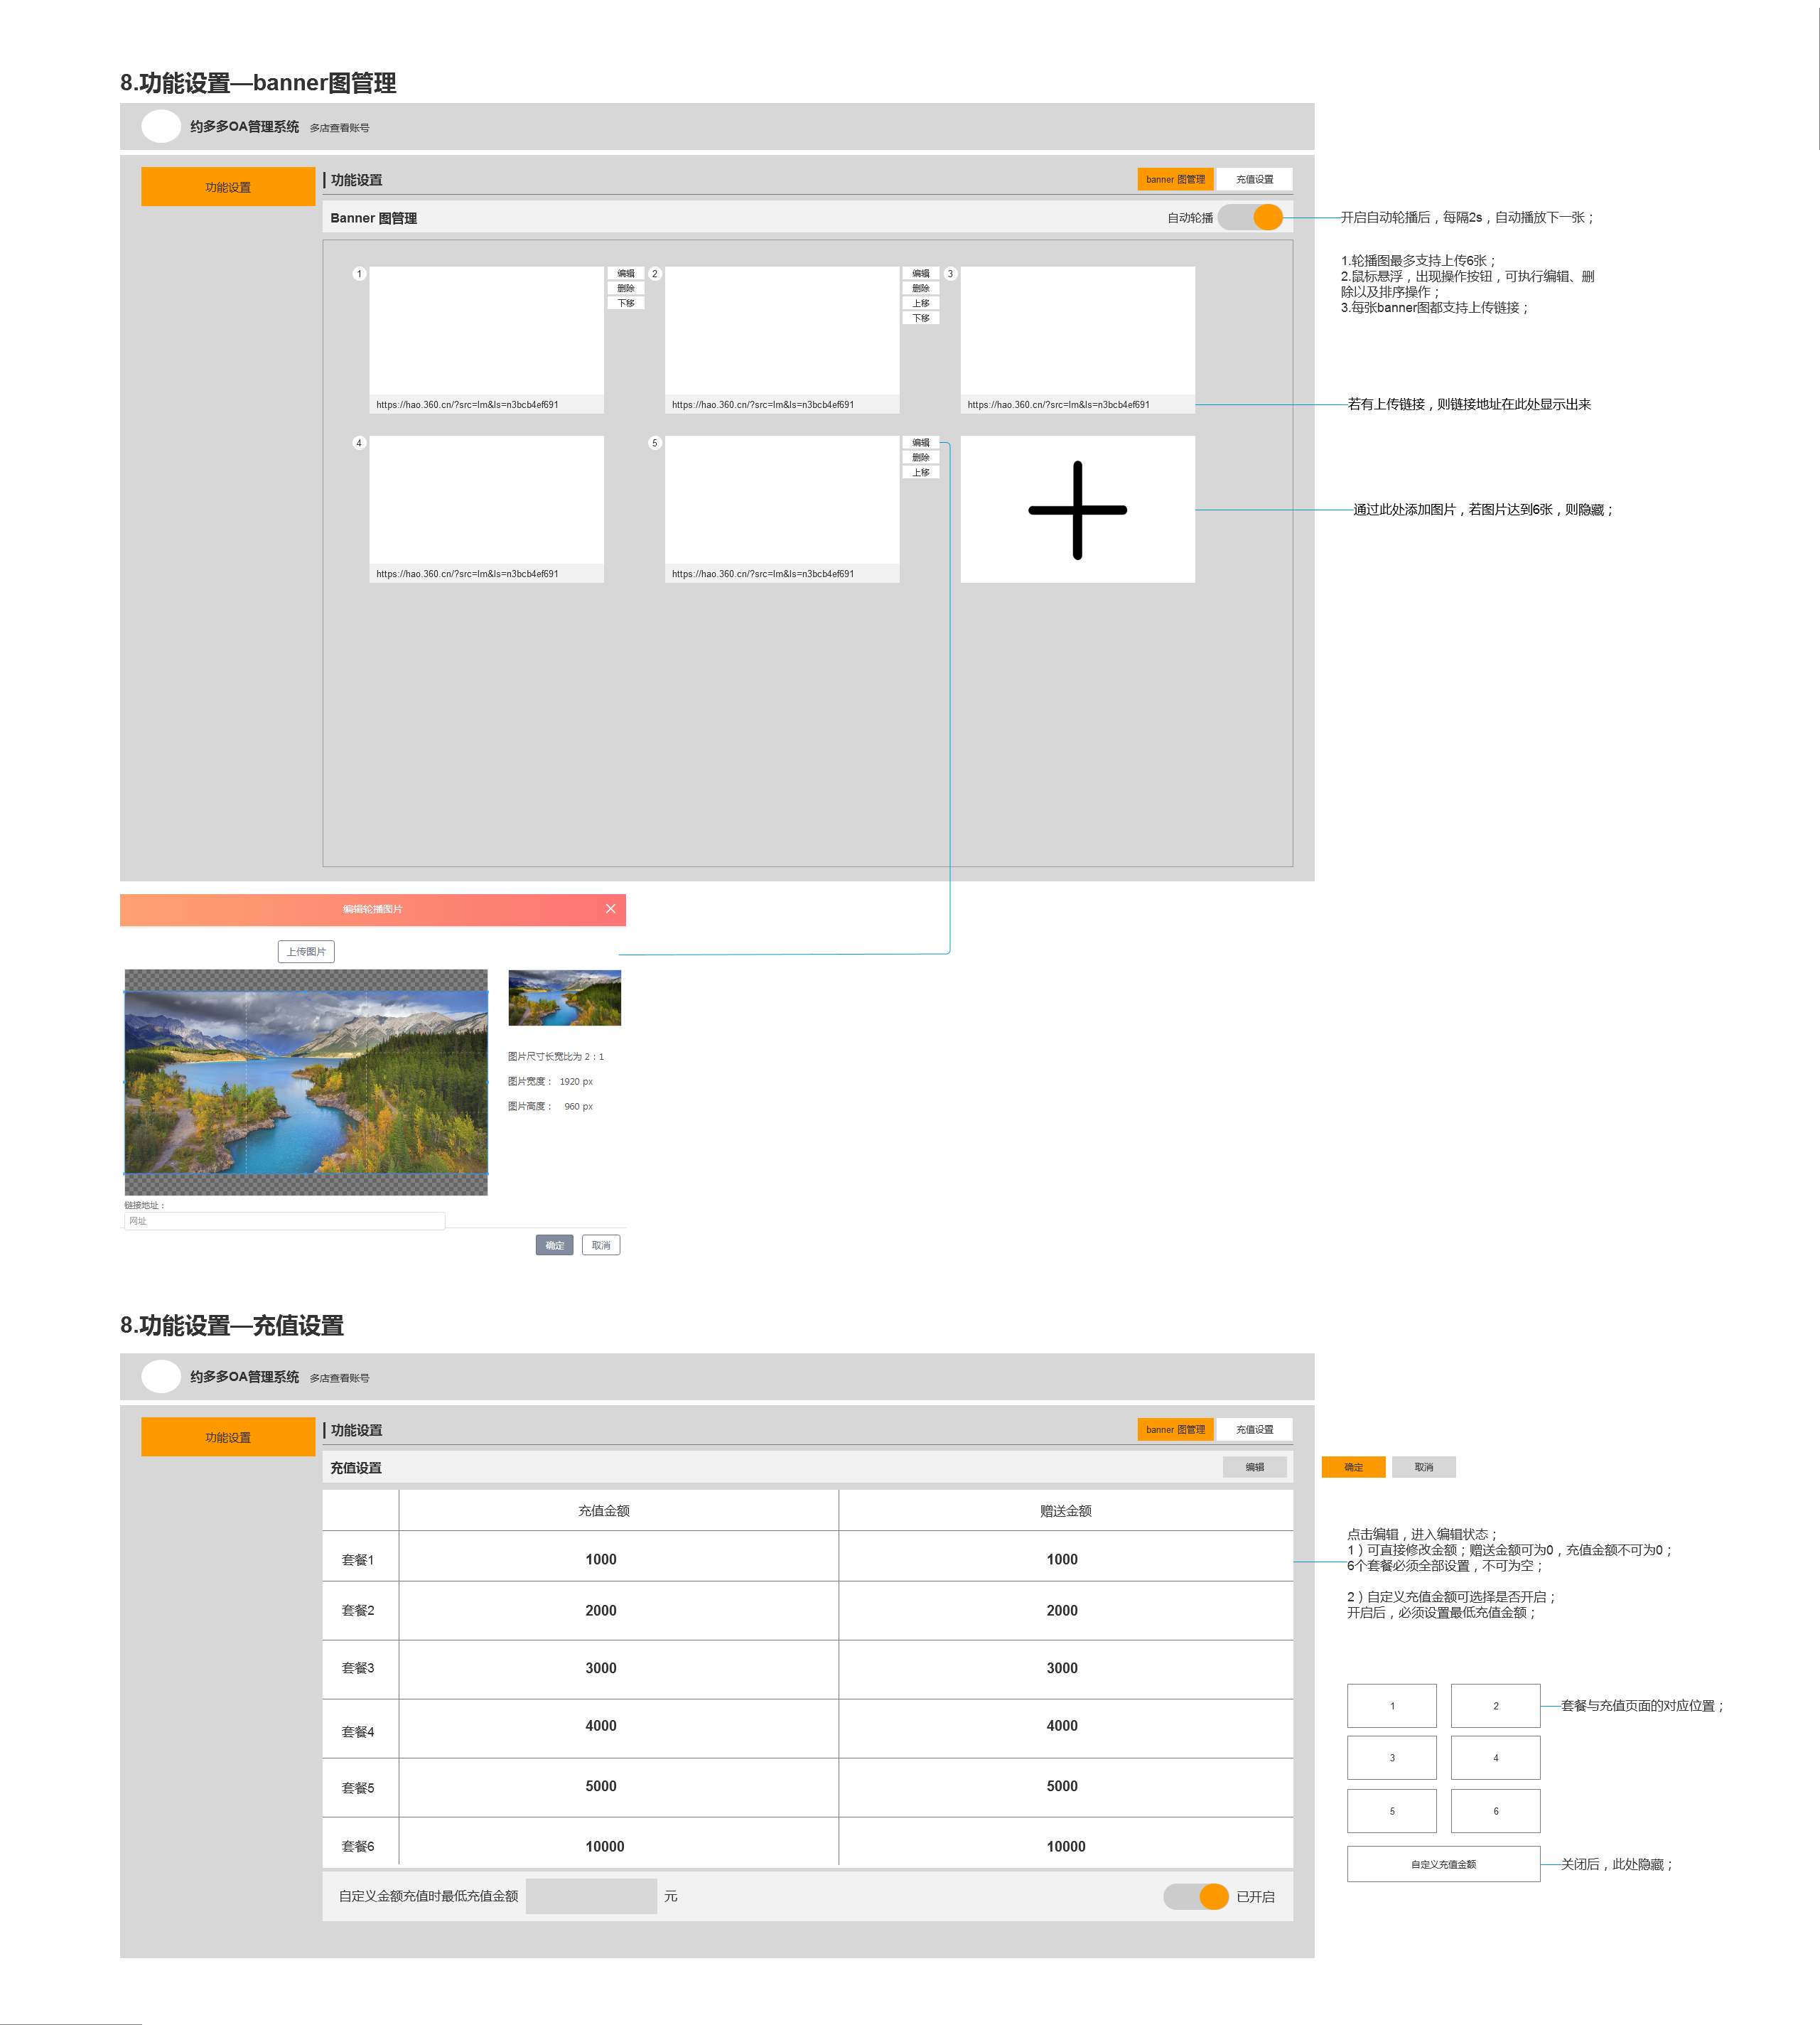 8.功能设置—banner图管理
约多多OA管理系统 多店查看账号
功能设置
功能设置
banner 图管理 充值设置
Banner 图管理
自动轮播
开启自动轮播后，每隔2s，自动播放下一张；
1.轮播图最多支持上传6张；
2.鼠标悬浮，出现操作按钮，可执行编辑、删
除以及排序操作；
3.每张banner图都支持上传链接；
1
编辑
删除
下移
2
编辑
删除
上移
下移
3
https://hao.360.cn/?src=lm&ls=n3bcb4ef691
https://hao.360.cn/?src=lm&ls=n3bcb4ef691
https://hao.360.cn/?src=lm&ls=n3bcb4ef691
若有上传链接，则链接地址在此处显示出来
4
5
编辑
删除
上移
通过此处添加图片，若图片达到6张，则隐藏；
https://hao.360.cn/?src=lm&ls=n3bcb4ef691
https://hao.360.cn/?src=lm&ls=n3bcb4ef691
编辑轮播图片
上传图片
图片尺寸长宽比为 2：1
图片宽度： 1920 px
图片高度： 960 px
链接地址：
网址
确定 取消
8.功能设置—充值设置
约多多OA管理系统 多店查看账号
功能设置
功能设置
banner 图管理 充值设置
充值设置
编辑
确定 取消
充值金额 赠送金额
套餐1 1000 1000
套餐2 2000 2000
套餐3 3000 3000
套餐4 4000 4000
套餐5 5000 5000
套餐6 10000 10000
自定义金额充值时最低充值金额 元
已开启
点击编辑，进入编辑状态；
1）可直接修改金额；赠送金额可为0，充值金额不可为0；
6个套餐必须全部设置，不可为空；
2）自定义充值金额可选择是否开启；
开启后，必须设置最低充值金额；
1 2
套餐与充值页面的对应位置；
3 4
5 6
自定义充值金额
关闭后，此处隐藏；